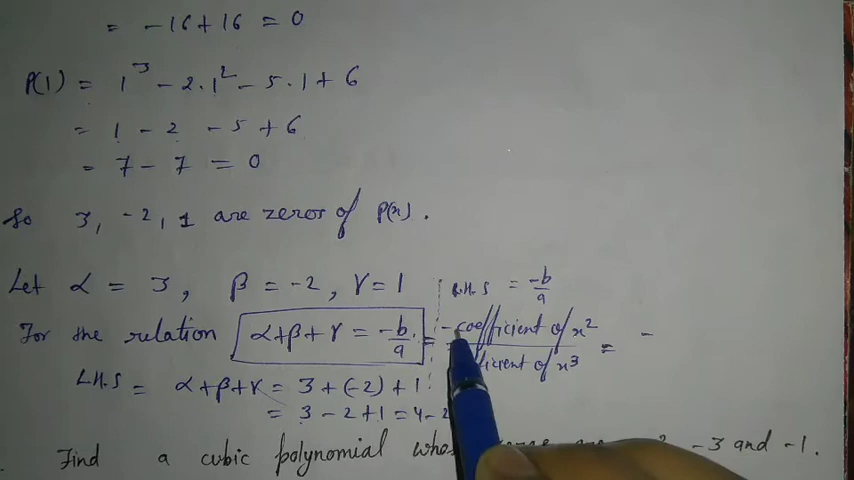 = -16 + 16 = 0
P(1) = 1³ - 2.1² - 5.1 + 6
= 1 - 2 - 5 + 6
= 7 - 7 = 0
So 3, -2, 1 are zeros of P(x).
Let α = 3, β = -2, γ = 1
R.H.S = -b/a
For the relation α+β+γ = -b/a = -coefficient of x² / coefficient of x³ = -
L.H.S = α+β+γ = 3 + (-2) + 1
= 3 - 2 + 1 = 4 - 2
Find a cubic polynomial -3 and -1.